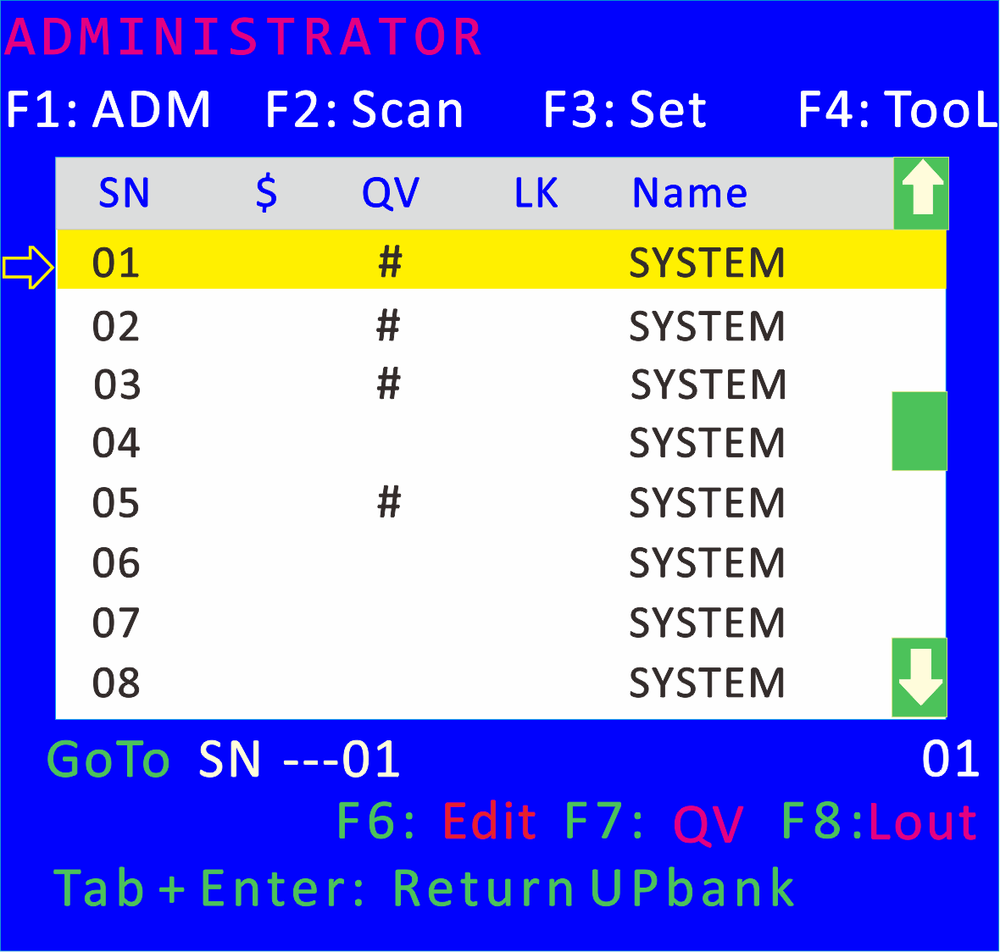 ADMINISTRATOR
F1: ADM F2: Scan F3: Set F4: TooL
SN $ QV LK Name
01 # SYSTEM
02 # SYSTEM
03 # SYSTEM
04 SYSTEM
05 # SYSTEM
06 SYSTEM
07 SYSTEM
08 SYSTEM
GoTo SN ---01 01
F6: Edit F7: QV F8:Lout
Tab + Enter: Return UPbank